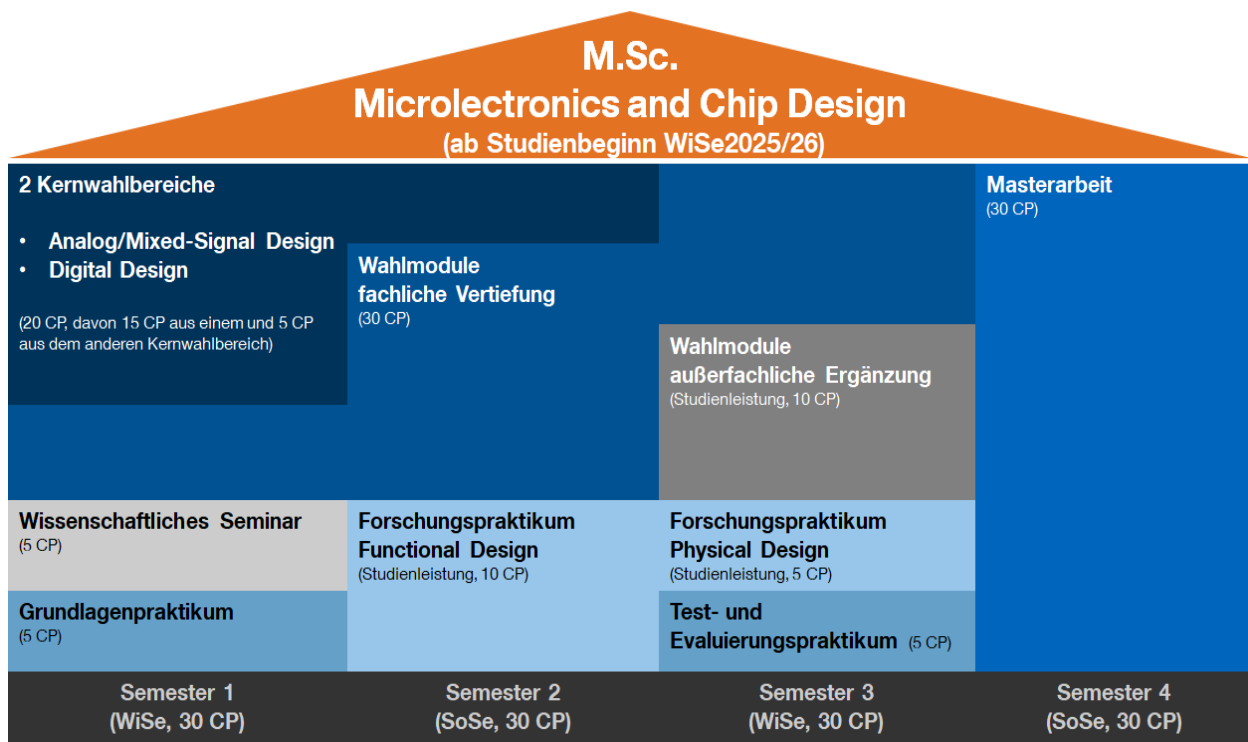 M.Sc.
Microlectronics and Chip Design
(ab Studienbeginn WiSe2025/26)
2 Kernwahlbereiche
• Analog/Mixed-Signal Design
• Digital Design
(20 CP, davon 15 CP aus einem und 5 CP
aus dem anderen Kernwahlbereich)
Wahlmodule
fachliche Vertiefung
(30 CP)
Wahlmodule
außerfachliche Ergänzung
(Studienleistung, 10 CP)
Masterarbeit
(30 CP)
Wissenschaftliches Seminar
(5 CP)
Grundlagenpraktikum
(5 CP)
Forschungspraktikum
Functional Design
(Studienleistung, 10 CP)
Forschungspraktikum
Physical Design
(Studienleistung, 5 CP)
Test- und
Evaluierungspraktikum (5 CP)
Semester 1
(WiSe, 30 CP)
Semester 2
(SoSe, 30 CP)
Semester 3
(WiSe, 30 CP)
Semester 4
(SoSe, 30 CP)